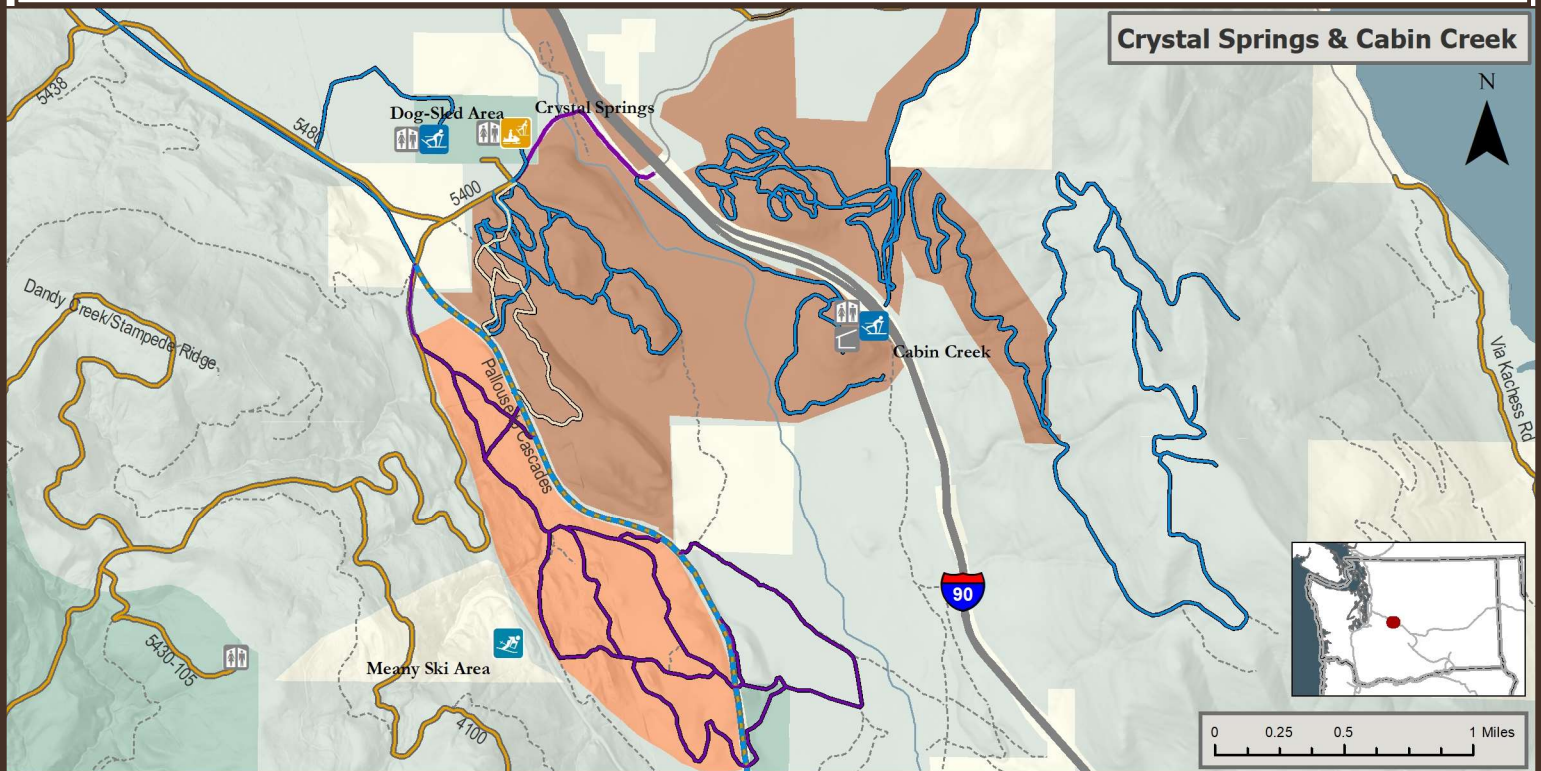 Crystal Springs & Cabin Creek
N
5438
5480
Dog-Sled Area
Crystal Springs
5400
Dandy Creek/Stampede Ridge
Cabin Creek
Via Kachess Rd
Pallouse to Cascades
90
Meany Ski Area
5430-105
4100
0 0.25 0.5 1 Miles